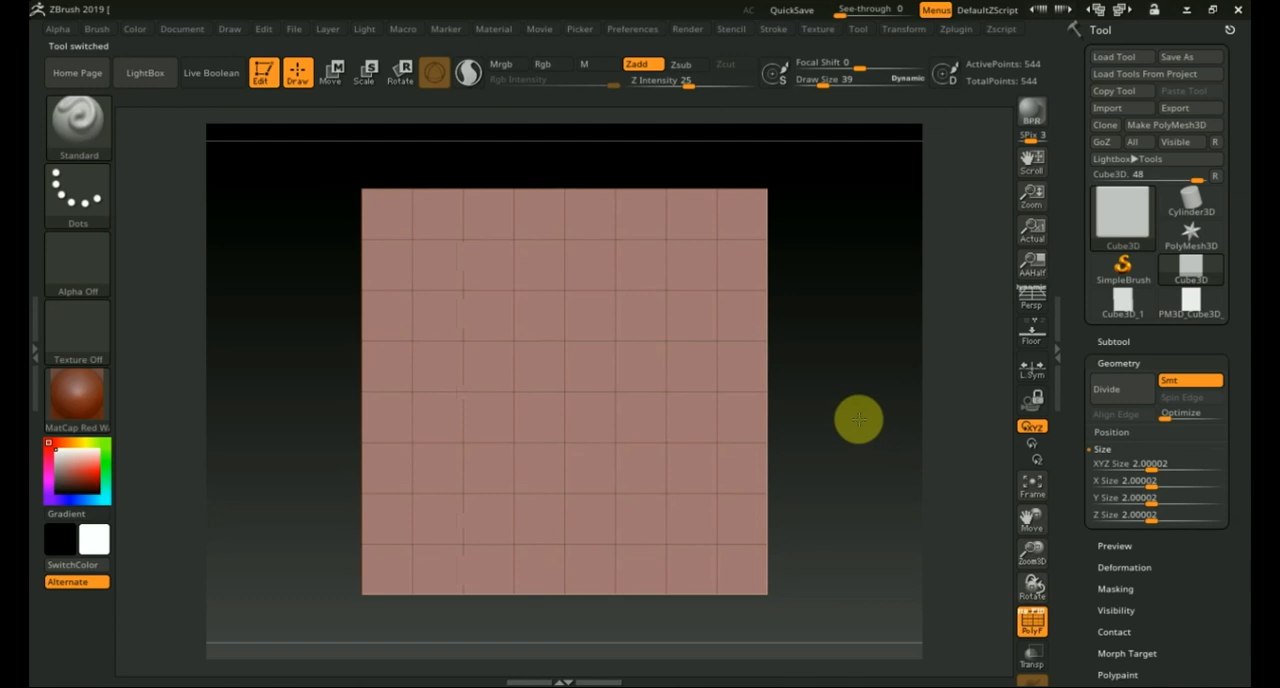 ZBrush 2019 [
AC QuickSave See-through 0 Menus DefaultZScript
Alpha Brush Color Document Draw Edit File Layer Light Macro Marker Material Movie Picker Preferences Render Stencil Stroke Texture Tool Transform Zplugin Zscript
Tool switched
Home Page LightBox Live Boolean Edit Draw Move Scale Rotate
Mrgb Rgb M Zadd Zsub Zcut
Rgb Intensity Z Intensity 25
Focal Shift 0
Draw Size 39 Dynamic
ActivePoints: 544
TotalPoints: 544
Standard
Dots
Alpha Off
Texture Off
MatCap Red Wa
Gradient
SwitchColor
Alternate
BPR
SPix 3
Scroll
Zoom
Actual
AAHalf
Dynamic
Persp
Floor
L.Sym
XYZ
Frame
Move
Zoom3D
Rotate
PolyF
Transp
Tool
Load Tool Save As
Load Tools From Project
Copy Tool Paste Tool
Import Export
Clone Make PolyMesh3D
GoZ All Visible R
Lightbox▶Tools
Cube3D. 48 R
Cube3D Cylinder3D
PolyMesh3D
SimpleBrush Cube3D
Cube3D_1 PM3D_Cube3D_
Subtool
Geometry
Divide Smt
Spin Edge
Align Edge Optimize
Position
Size
XYZ Size 2.00002
X Size 2.00002
Y Size 2.00002
Z Size 2.00002
Preview
Deformation
Masking
Visibility
Contact
Morph Target
Polypaint